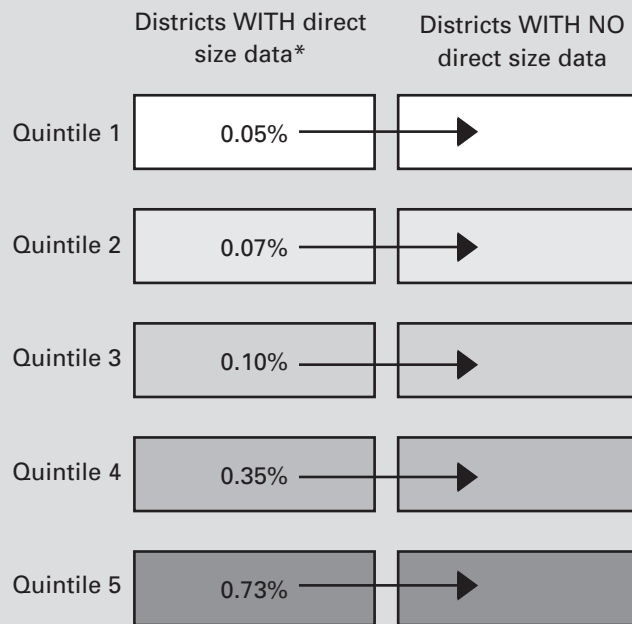 Districts WITH direct
size data*
Districts WITH NO
direct size data
Quintile 1
0.05%
Quintile 2
0.07%
Quintile 3
0.10%
Quintile 4
0.35%
Quintile 5
0.73%